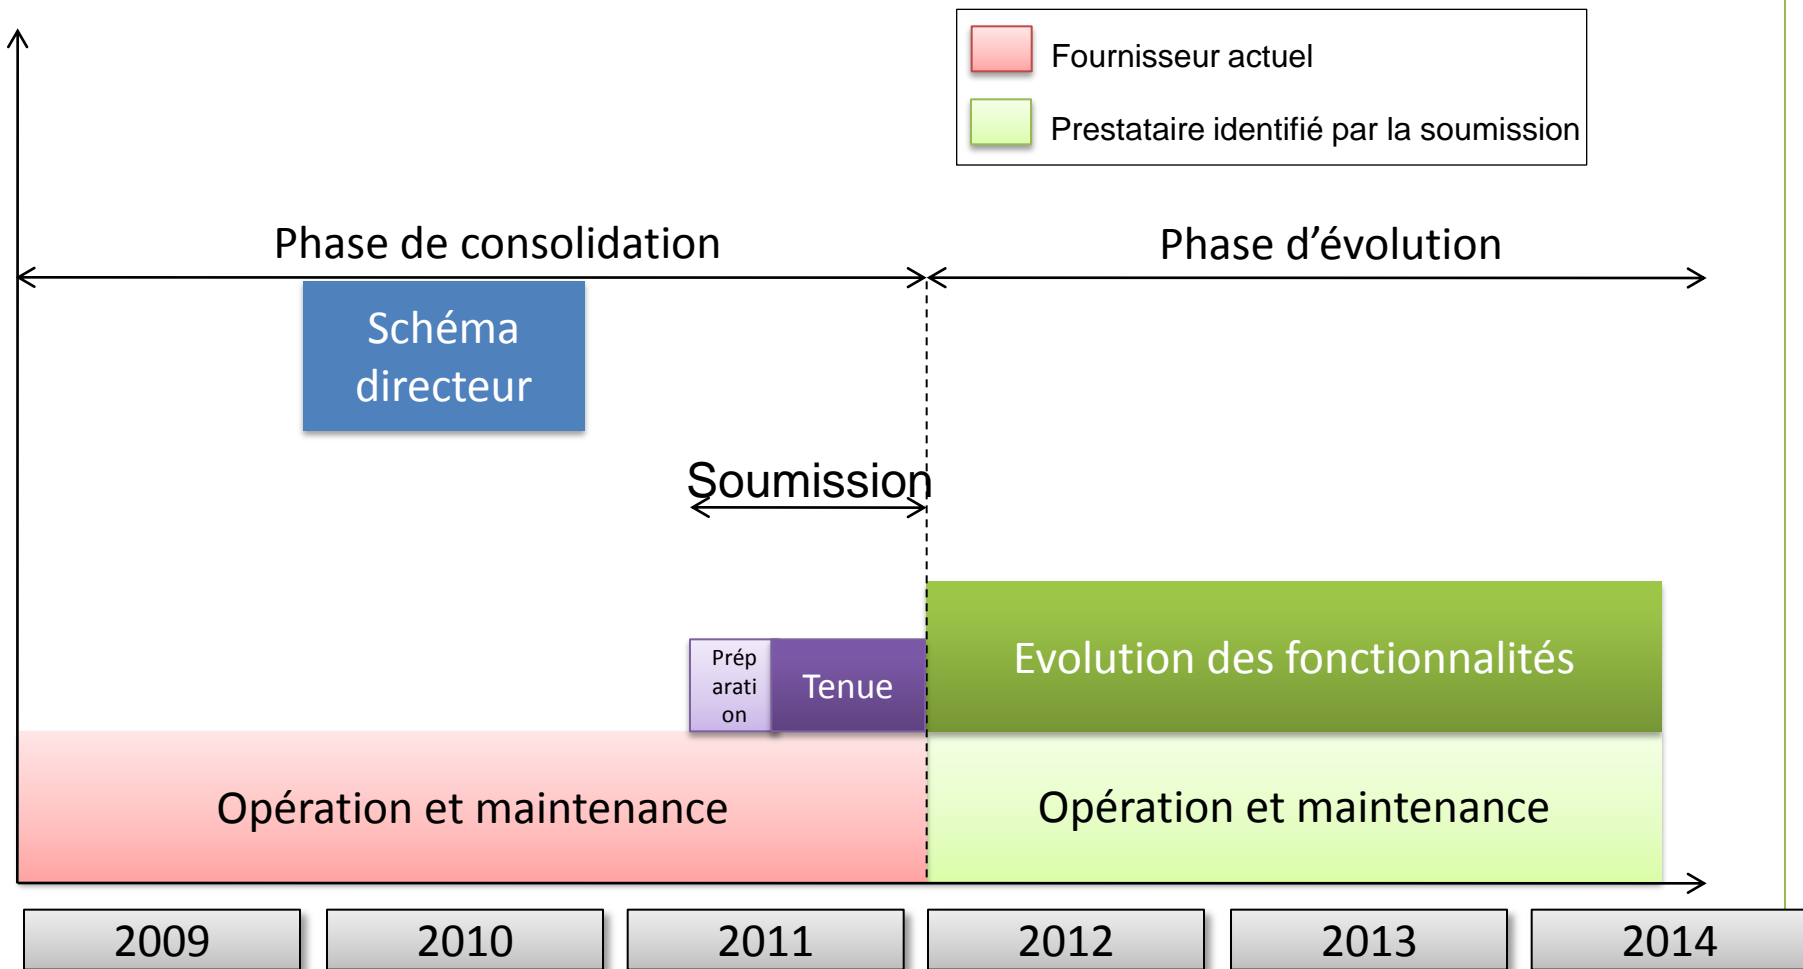 Fournisseur actuel
Prestataire identifié par la soumission
Phase de consolidation
Phase d’évolution
Schéma
directeur
Soumission
Prép
arati
on
Tenue
Evolution des fonctionnalités
Opération et maintenance
Opération et maintenance
2009
2010
2011
2012
2013
2014